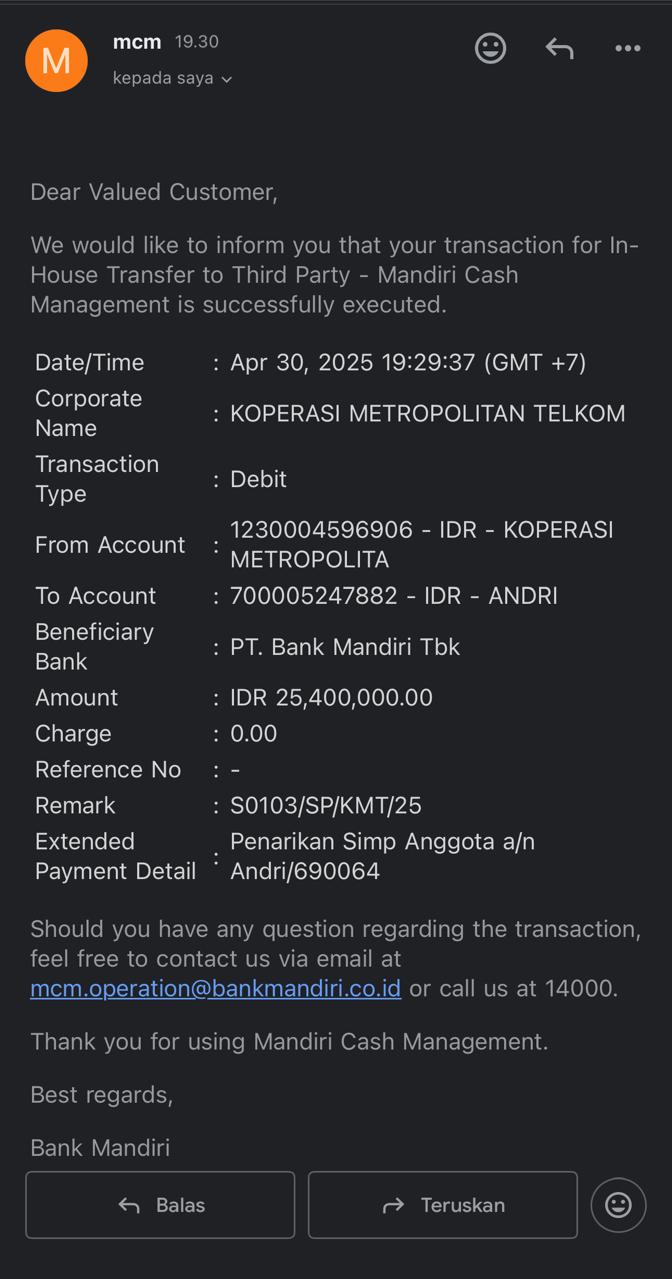 M
mcm 19.30
kepada saya
Dear Valued Customer,
We would like to inform you that your transaction for In-
House Transfer to Third Party - Mandiri Cash
Management is successfully executed.
Date/Time : Apr 30, 2025 19:29:37 (GMT +7)
Corporate
Name : KOPERASI METROPOLITAN TELKOM
Transaction
Type : Debit
From Account : 1230004596906 - IDR - KOPERASI
METROPOLITA
To Account : 700005247882 - IDR - ANDRI
Beneficiary
Bank : PT. Bank Mandiri Tbk
Amount : IDR 25,400,000.00
Charge : 0.00
Reference No : -
Remark : S0103/SP/KMT/25
Extended : Penarikan Simp Anggota a/n
Payment Detail Andri/690064
Should you have any question regarding the transaction,
feel free to contact us via email at
mcm.operation@bankmandiri.co.id or call us at 14000.
Thank you for using Mandiri Cash Management.
Best regards,
Bank Mandiri
Balas Teruskan